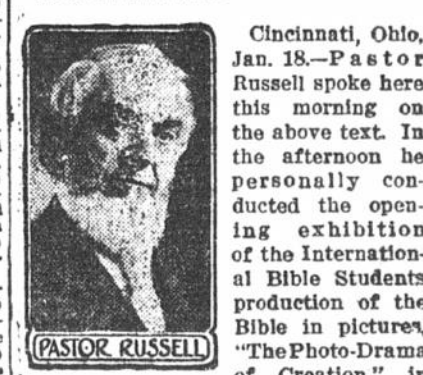 PASTOR RUSSELL
Cincinnati, Ohio,
Jan. 18.—Pastor
Russell spoke here
this morning on
the above text. In
the afternoon he
personally con-
ducted the open-
ing exhibition
of the Internation-
al Bible Students
production of the
Bible in pictures,
"The Photo-Drama
of Creation," in